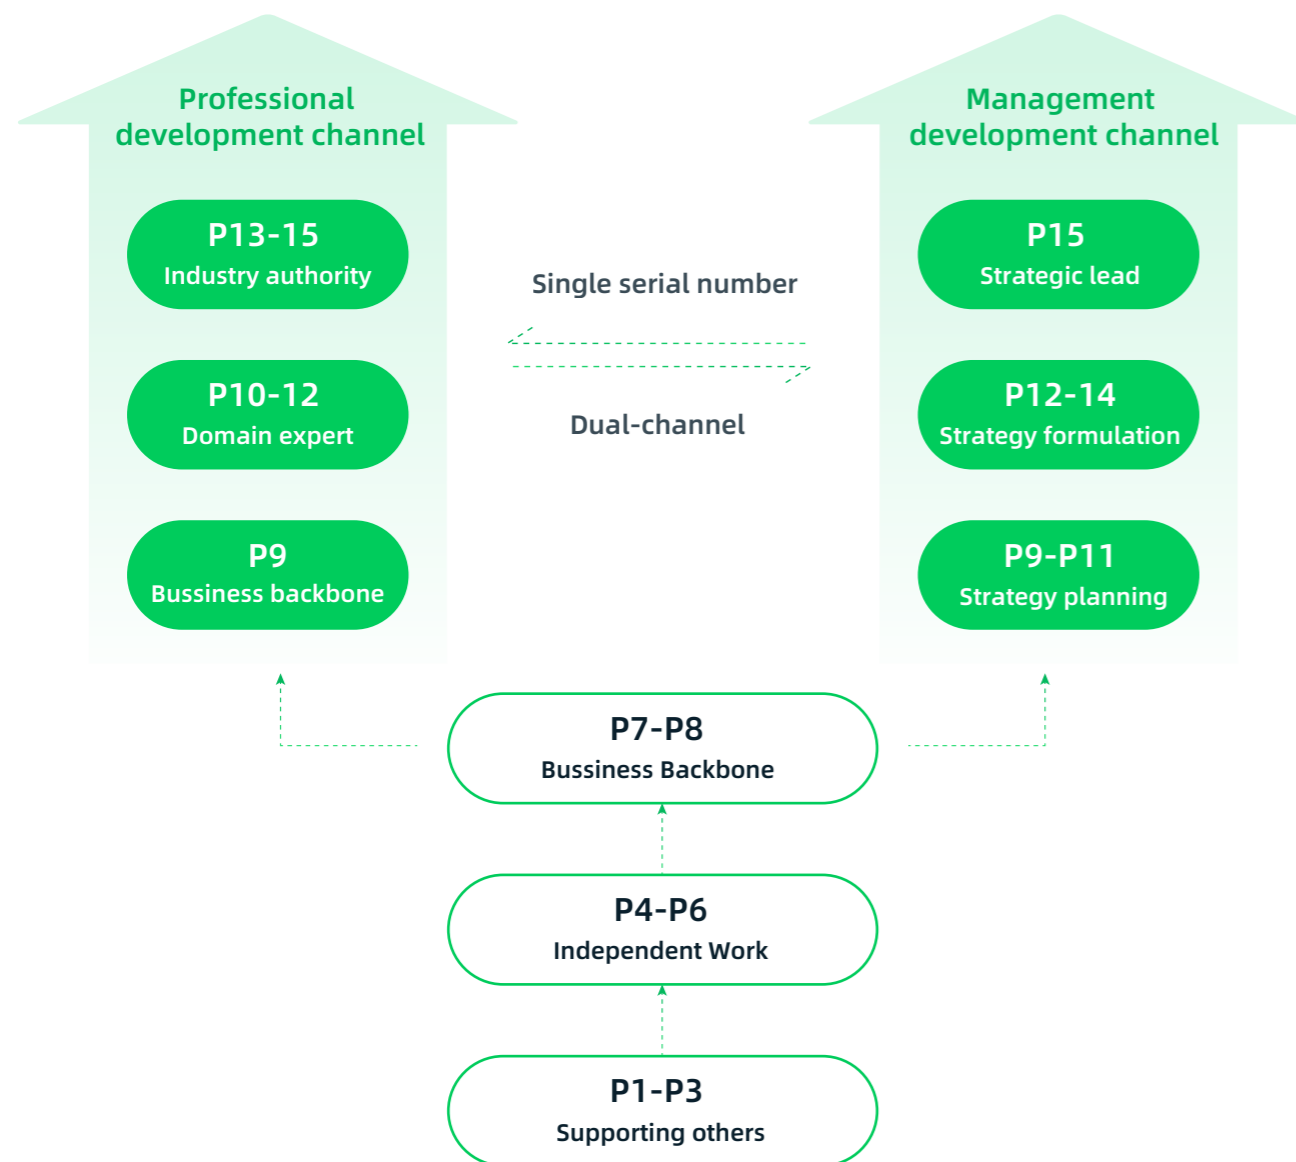 Professional
development channel
P13-15
Industry authority
P10-12
Domain expert
P9
Bussiness backbone
Single serial number
Dual-channel
Management
development channel
P15
Strategic lead
P12-14
Strategy formulation
P9-P11
Strategy planning
P7-P8
Bussiness Backbone
P4-P6
Independent Work
P1-P3
Supporting others